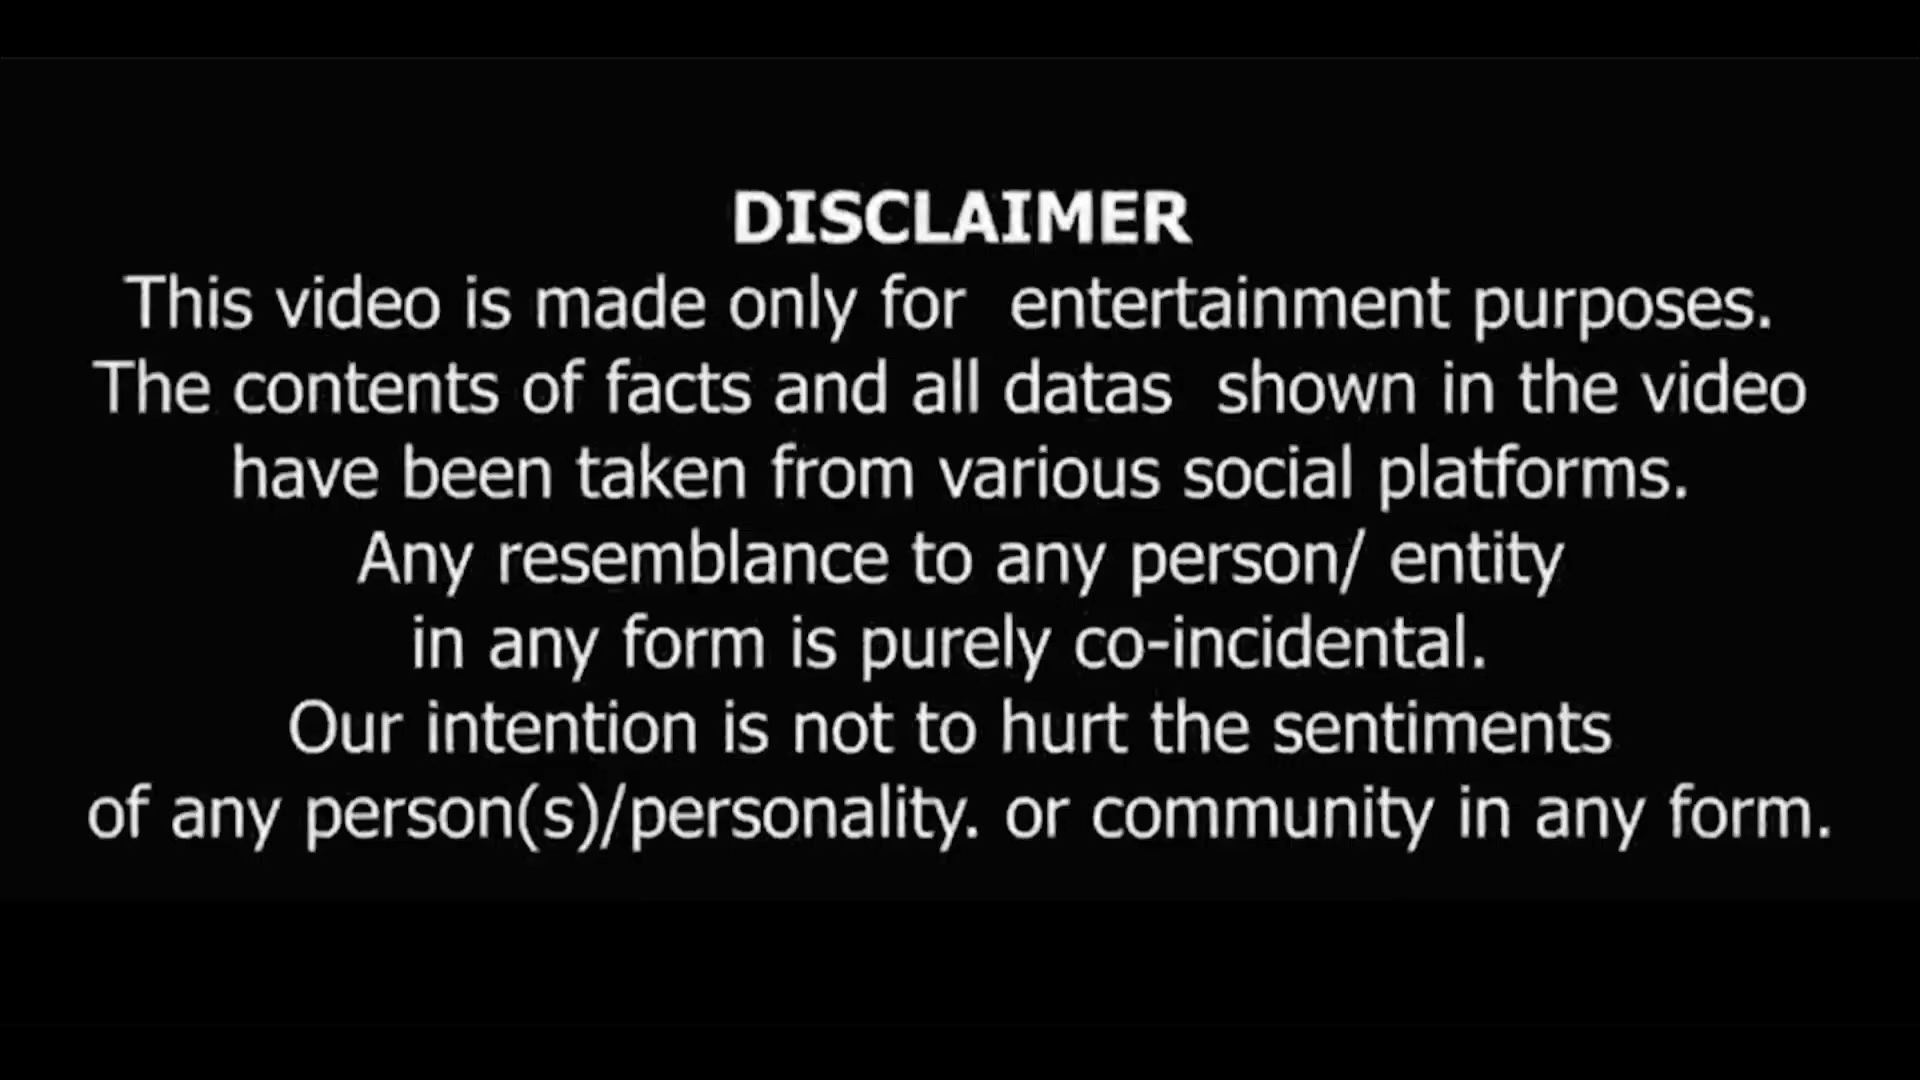 DISCLAIMER
This video is made only for entertainment purposes.
The contents of facts and all datas shown in the video
have been taken from various social platforms.
Any resemblance to any person/ entity
in any form is purely co-incidental.
Our intention is not to hurt the sentiments
of any person(s)/personality. or community in any form.